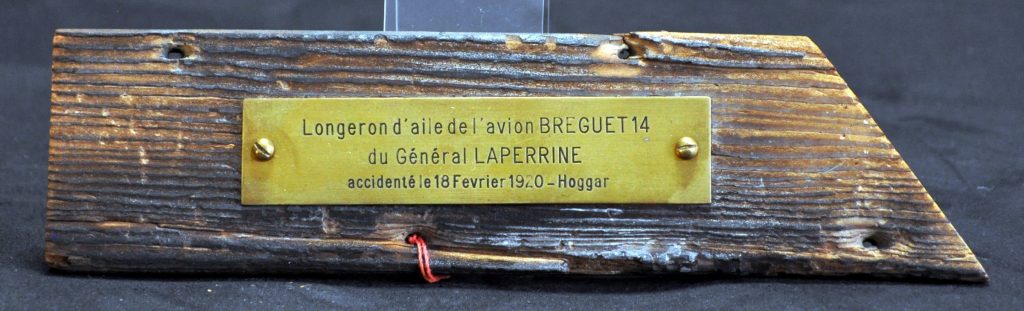 Longeron d'aile de l'avion BREGUET 14
du Général LAPERRINE
accidenté le 18 Fevrier 1920 - Hoggar